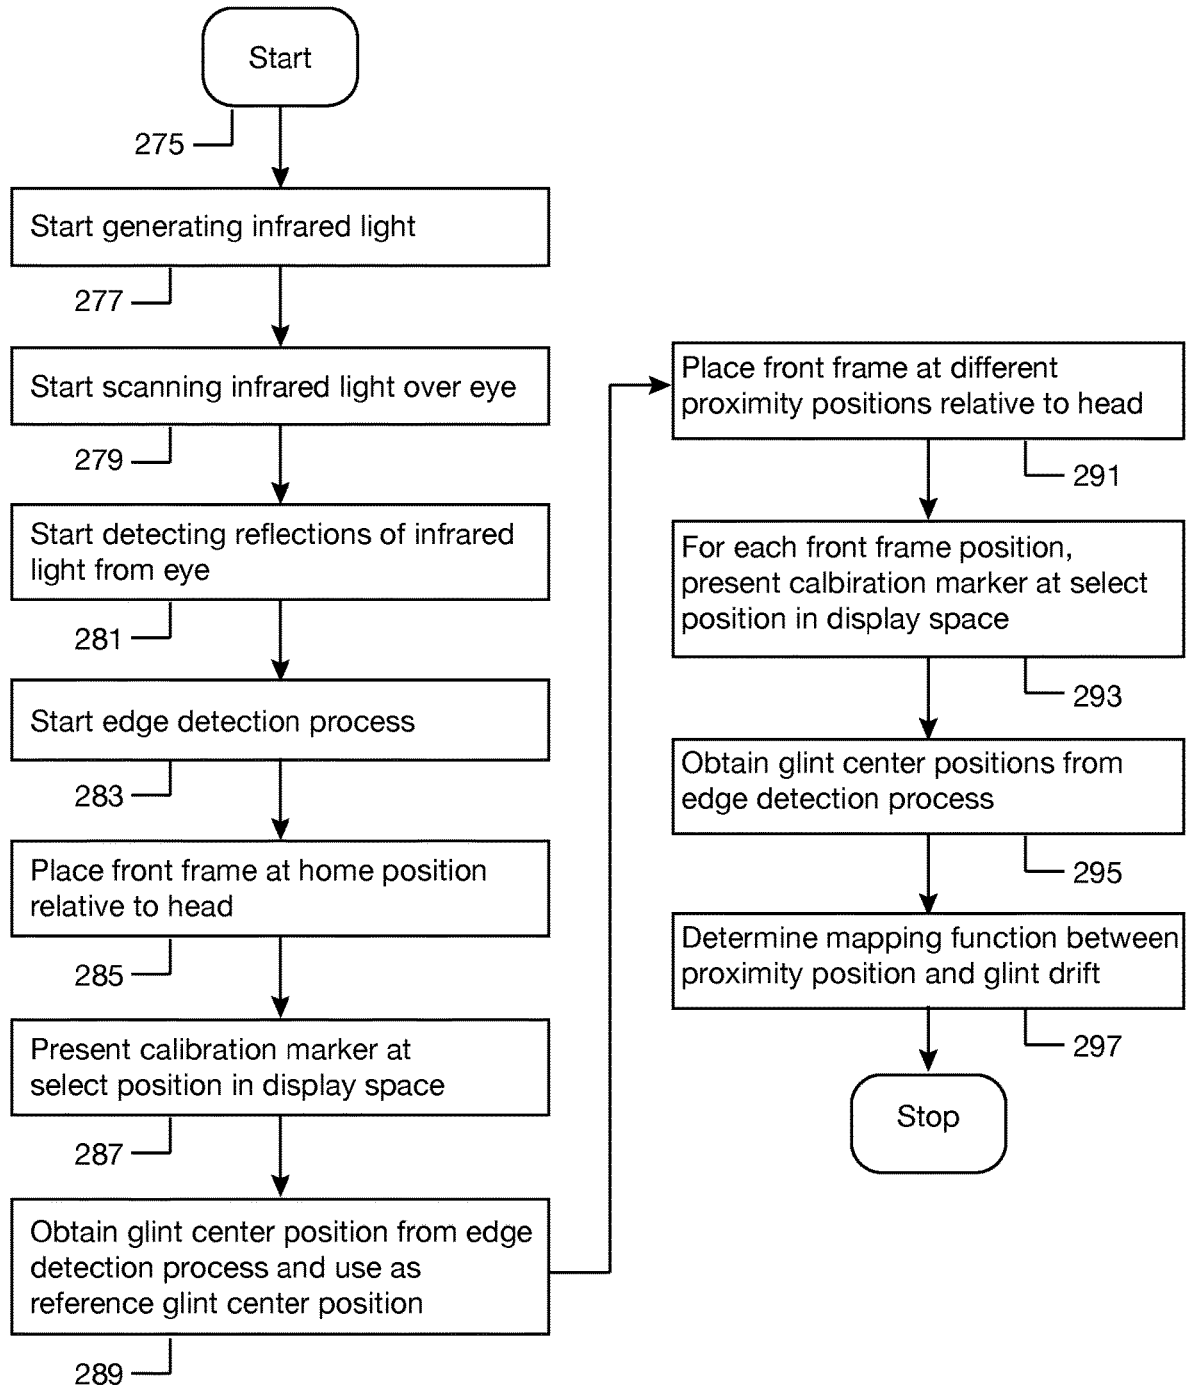 Start
275
Start generating infrared light
277
Start scanning infrared light over eye
279
Start detecting reflections of infrared
light from eye
281
Start edge detection process
283
Place front frame at home position
relative to head
285
Present calibration marker at
select position in display space
287
Obtain glint center position from edge
detection process and use as
reference glint center position
289
Place front frame at different
proximity positions relative to head
291
For each front frame position,
present calbiration marker at select
position in display space
293
Obtain glint center positions from
edge detection process
295
Determine mapping function between
proximity position and glint drift
297
Stop